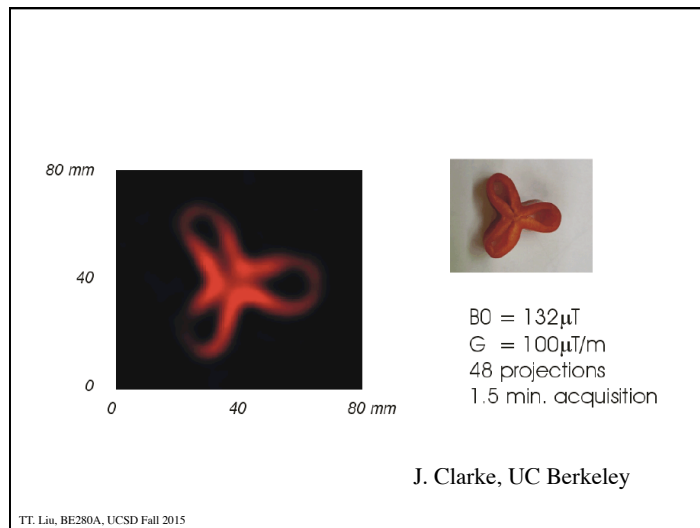 80 mm
40
0
0 40 80 mm
B0 = 132µT
G = 100µT/m
48 projections
1.5 min. acquisition
J. Clarke, UC Berkeley
TT. Liu, BE280A, UCSD Fall 2015